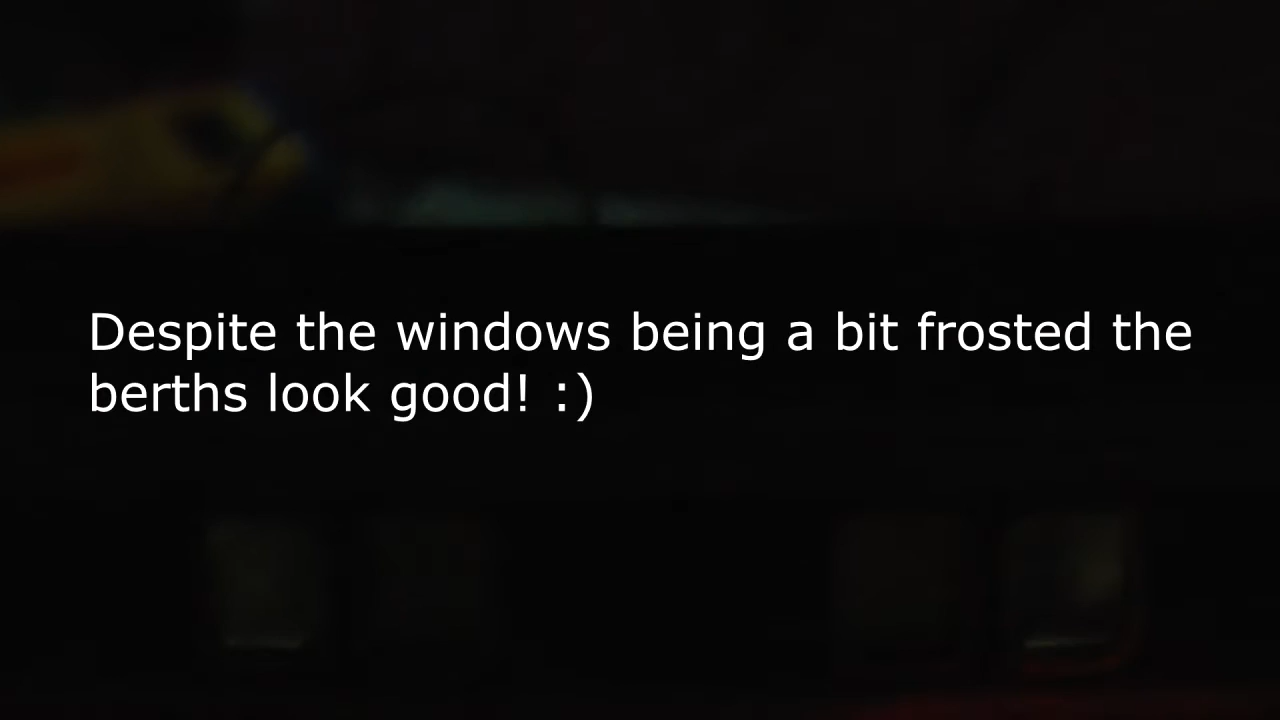 Despite the windows being a bit frosted the
berths look good! :)